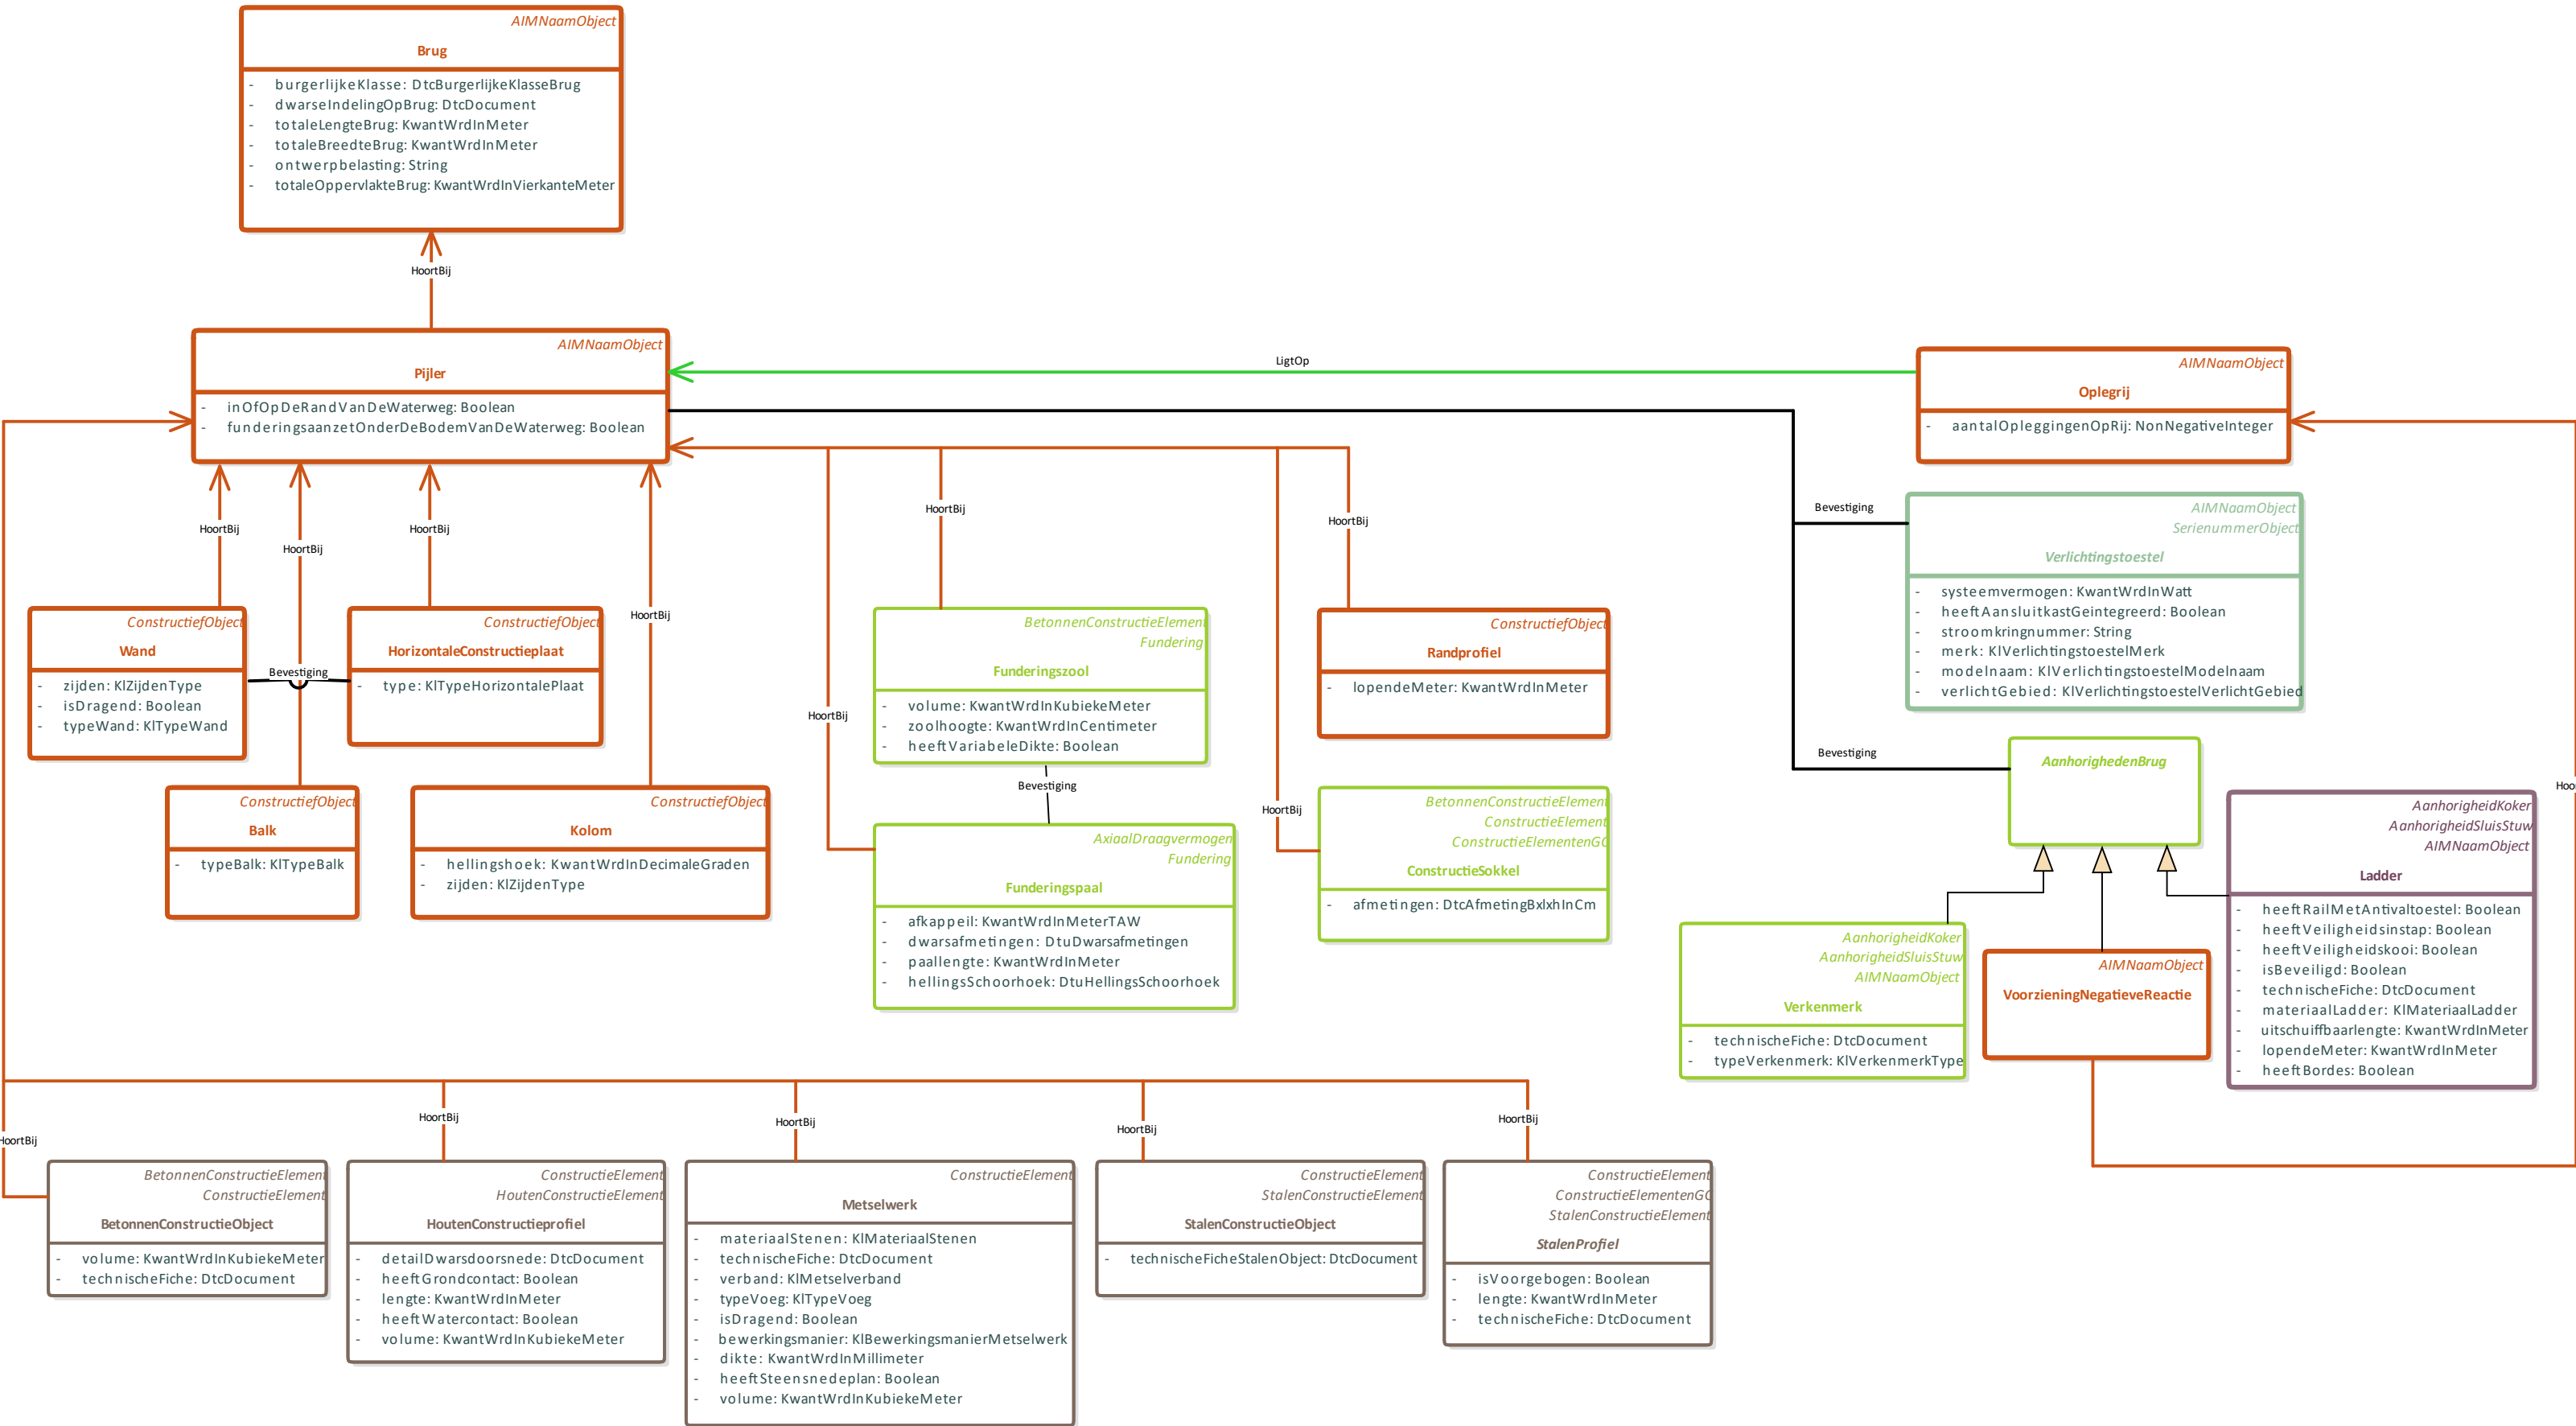 AIMNaamObject
Brug
- burgerlijkeKlasse: DtcBurgerlijkeKlasseBrug
- dwarseIndelingOpBrug: DtcDocument
- totaleLengteBrug: KwantWrdInMeter
- totaleBreedteBrug: KwantWrdInMeter
- ontwerpbelasting: String
- totaleOppervlakteBrug: KwantWrdInVierkanteMeter
HoortBij
AIMNaamObject
Pijler
- inOfOpDeRandVanDeWaterweg: Boolean
- funderingsaanzetOnderDeBodemVanDeWaterweg: Boolean
LigtOp
AIMNaamObject
Oplegrij
- aantalOpleggingenOpRij: NonNegativeInteger
HoortBij
HoortBij
HoortBij
HoortBij
HoortBij
HoortBij
HoortBij
HoortBij
Bevestiging
AIMNaamObject
SerienummerObject
Verlichtingstoestel
- systeemvermogen: KwantWrdInWatt
- heeftAansluitkastGeintegreerd: Boolean
- stroomkringnummer: String
- merk: KlVerlichtingstoestelMerk
- modelnaam: KlVerlichtingstoestelModelnaam
- verlichtGebied: KlVerlichtingstoestelVerlichtGebied
ConstructiefObject
Wand
- zijden: KlZijdenType
- isDragend: Boolean
- typeWand: KlTypeWand
Bevestiging
ConstructiefObject
HorizontaleConstructieplaat
- type: KlTypeHorizontalePlaat
BetonnenConstructieElement
Fundering
Funderingszool
- volume: KwantWrdInKubiekeMeter
- zoolhoogte: KwantWrdInCentimeter
- heeftVariabeleDikte: Boolean
Bevestiging
ConstructiefObject
Randprofiel
- lopendeMeter: KwantWrdInMeter
Bevestiging
AanhorighedenBrug
Hoo
ConstructiefObject
Balk
- typeBalk: KlTypeBalk
ConstructiefObject
Kolom
- hellingshoek: KwantWrdInDecimaleGraden
- zijden: KlZijdenType
AxiaalDraagvermogen
Fundering
Funderingspaal
- afkappeil: KwantWrdInMeterTAW
- dwarsafmetingen: DtuDwarsafmetingen
- paallengte: KwantWrdInMeter
- hellingsSchoorhoek: DtuHellingsSchoorhoek
BetonnenConstructieElement
ConstructieElement
ConstructieElementenGC
ConstructieSokkel
- afmetingen: DtcAfmetingBxlxhInCm
AanhorigheidKoker
AanhorigheidSluisStuw
AIMNaamObject
Verkenmerk
- technischeFiche: DtcDocument
- typeVerkenmerk: KlVerkenmerkType
AIMNaamObject
VoorzieningNegatieveReactie
AanhorigheidKoker
AanhorigheidSluisStuw
AIMNaamObject
Ladder
- heeftRailMetAntivaltoestel: Boolean
- heeftVeiligheidsinstap: Boolean
- heeftVeiligheidskooi: Boolean
- isBeveiligd: Boolean
- technischeFiche: DtcDocument
- materiaalLadder: KlMateriaalLadder
- uitschuiffbaarlengte: KwantWrdInMeter
- lopendeMeter: KwantWrdInMeter
- heeftBordes: Boolean
HoortBij
HoortBij
HoortBij
HoortBij
HoortBij
BetonnenConstructieElement
ConstructieElement
BetonnenConstructieObject
- volume: KwantWrdInKubiekeMeter
- technischeFiche: DtcDocument
ConstructieElement
HoutenConstructieElement
HoutenConstructieprofiel
- detailDwarsdoorsnede: DtcDocument
- heeftGrondcontact: Boolean
- lengte: KwantWrdInMeter
- heeftWatercontact: Boolean
- volume: KwantWrdInKubiekeMeter
ConstructieElement
Metselwerk
- materiaalStenen: KlMateriaalStenen
- technischeFiche: DtcDocument
- verband: KlMetselverband
- typeVoeg: KlTypeVoeg
- isDragend: Boolean
- bewerkingsmanier: KlBewerkingsmanierMetselwerk
- dikte: KwantWrdInMillimeter
- heeftSteensnedeplan: Boolean
- volume: KwantWrdInKubiekeMeter
ConstructieElement
StalenConstructieElement
StalenConstructieObject
- technischeFicheStalenObject: DtcDocument
ConstructieElement
ConstructieElementenGC
StalenConstructieElement
StalenProfiel
- isVoorgebogen: Boolean
- lengte: KwantWrdInMeter
- technischeFiche: DtcDocument